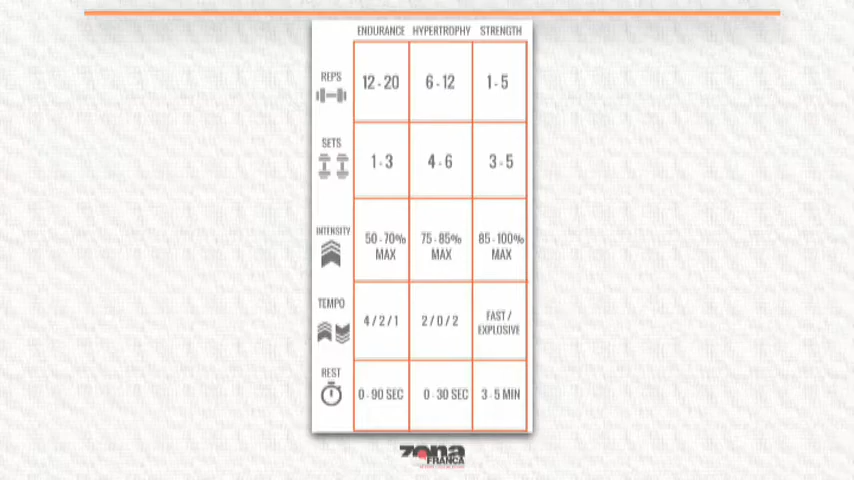 ENDURANCE HYPERTROPHY STRENGTH
REPS 12 - 20 6 - 12 1 - 5
SETS 1 - 3 4 - 6 3 - 5
INTENSITY 50 - 70% MAX 75 - 85% MAX 85 - 100% MAX
TEMPO 4 / 2 / 1 2 / 0 / 2 FAST / EXPLOSIVE
REST 0 - 90 SEC 0 - 30 SEC 3 - 5 MIN
zona
FRANCA